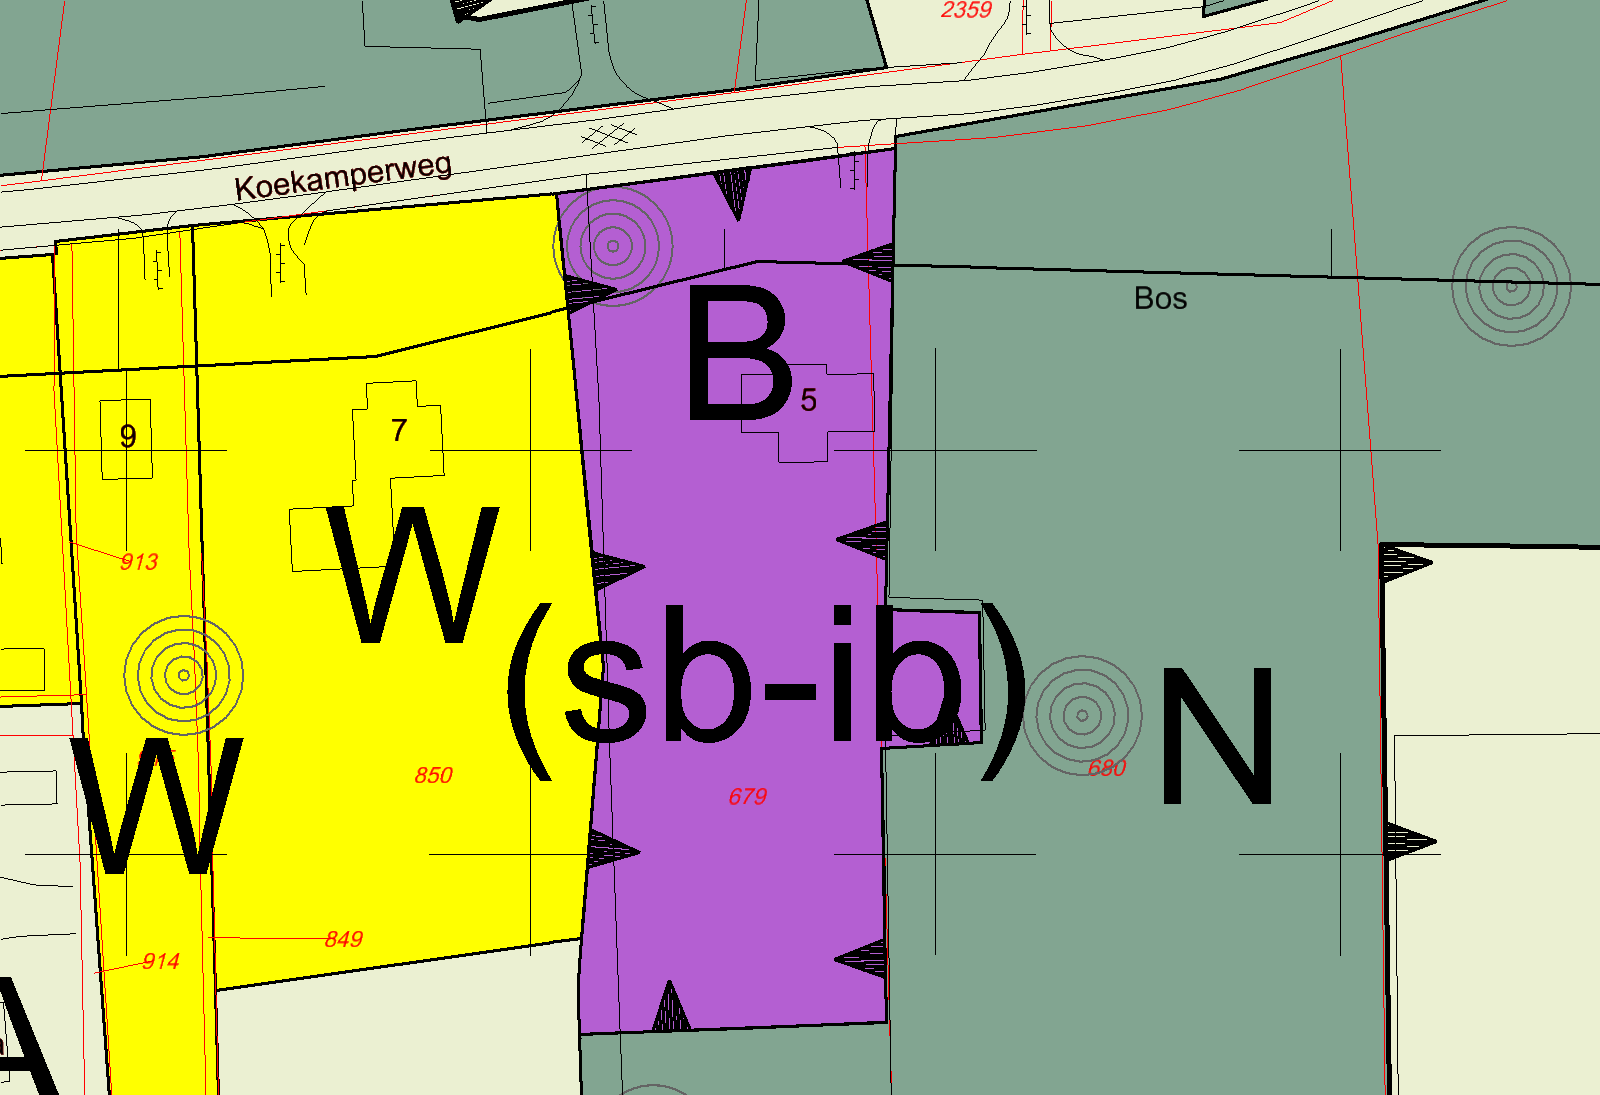 2359
Koekamperweg
Bos
B
5
7
9
W
913
(sb-ib)
N
W
850
679
680
849
914
A